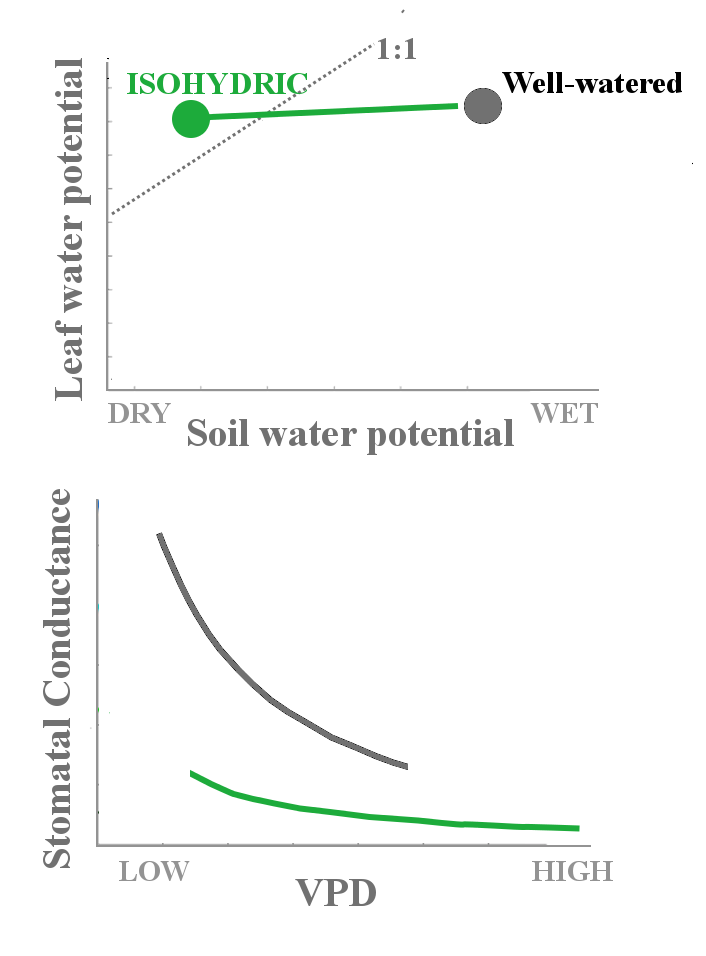 1:1
ISOHYDRIC
Well-watered
Leaf water potential
DRY
WET
Soil water potential
Stomatal Conductance
LOW
HIGH
VPD